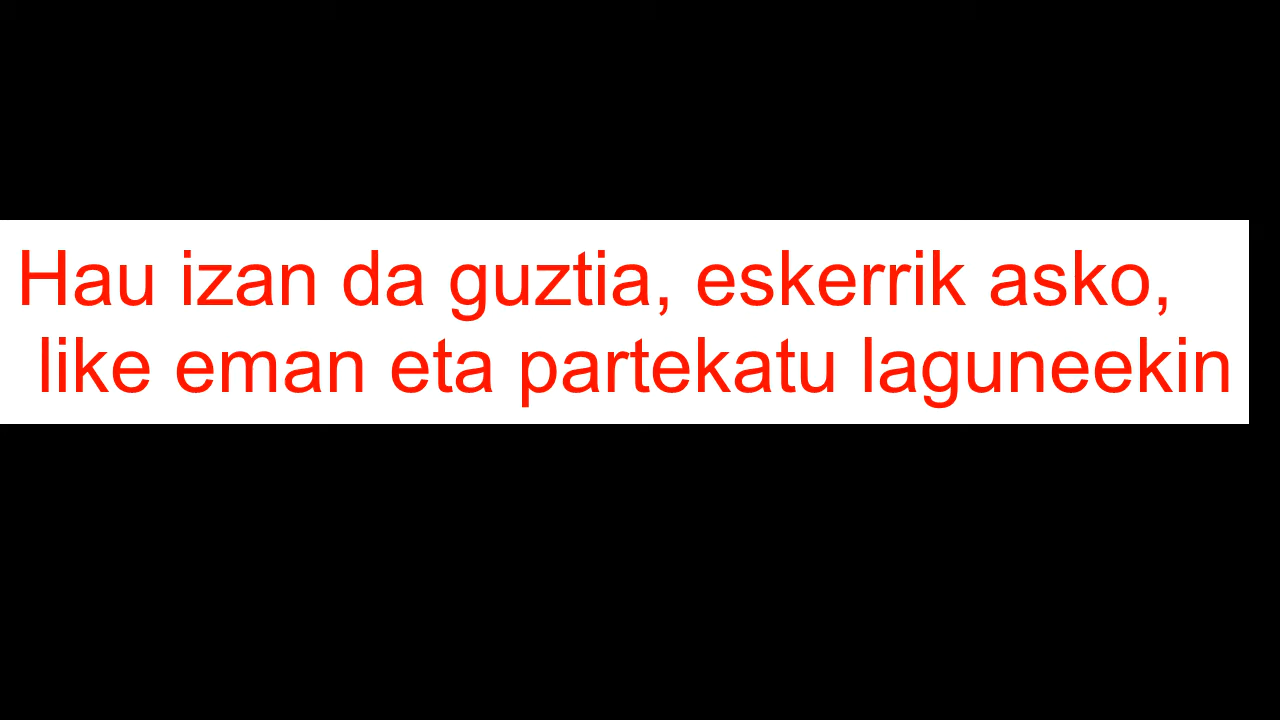 Hau izan da guztia, eskerrik asko,
like eman eta partekatu laguneekin